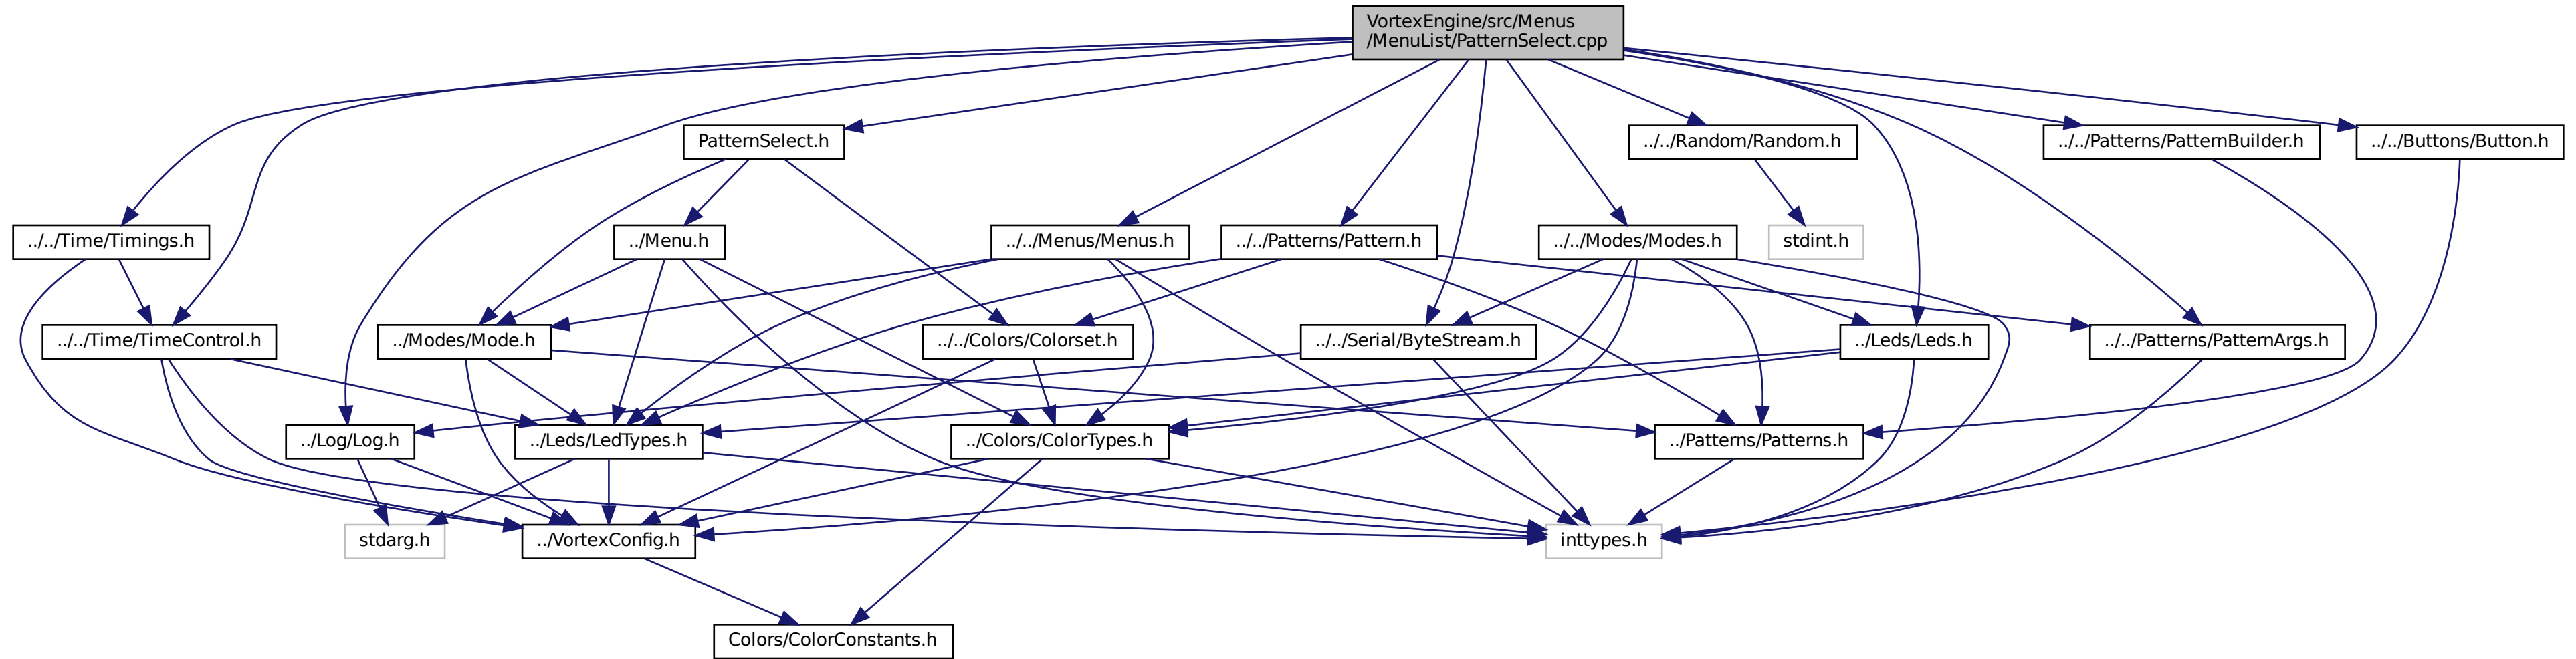 VortexEngine/src/Menus
/MenuList/PatternSelect.cpp
PatternSelect.h
../../Random/Random.h
../../Patterns/PatternBuilder.h
../../Buttons/Button.h
../../Time/Timings.h
../Menu.h
../../Menus/Menus.h
../../Patterns/Pattern.h
../../Modes/Modes.h
stdint.h
../../Time/TimeControl.h
../Modes/Mode.h
../../Colors/Colorset.h
../../Serial/ByteStream.h
../Leds/Leds.h
../../Patterns/PatternArgs.h
../Log/Log.h
../Leds/LedTypes.h
../Colors/ColorTypes.h
../Patterns/Patterns.h
stdarg.h
../VortexConfig.h
inttypes.h
Colors/ColorConstants.h